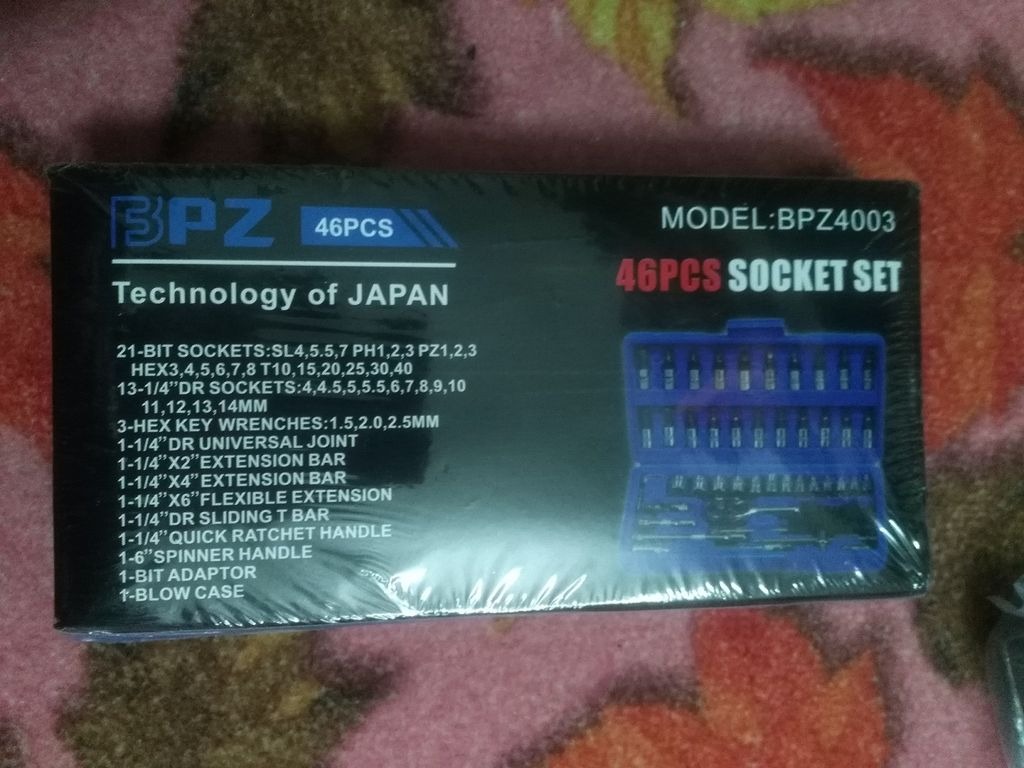 BPZ 46PCS
MODEL:BPZ4003
Technology of JAPAN
46PCS SOCKET SET
21-BIT SOCKETS:SL4,5.5,7 PH1,2,3 PZ1,2,3
HEX3,4,5,6,7,8 T10,15,20,25,30,40
13-1/4”DR SOCKETS:4,4.5,5,5.5,6,7,8,9,10
11,12,13,14MM
3-HEX KEY WRENCHES:1.5,2.0,2.5MM
1-1/4”DR UNIVERSAL JOINT
1-1/4”X2”EXTENSION BAR
1-1/4”X4”EXTENSION BAR
1-1/4”X6”FLEXIBLE EXTENSION
1-1/4”DR SLIDING T BAR
1-1/4”QUICK RATCHET HANDLE
1-6”SPINNER HANDLE
1-BIT ADAPTOR
1-BLOW CASE